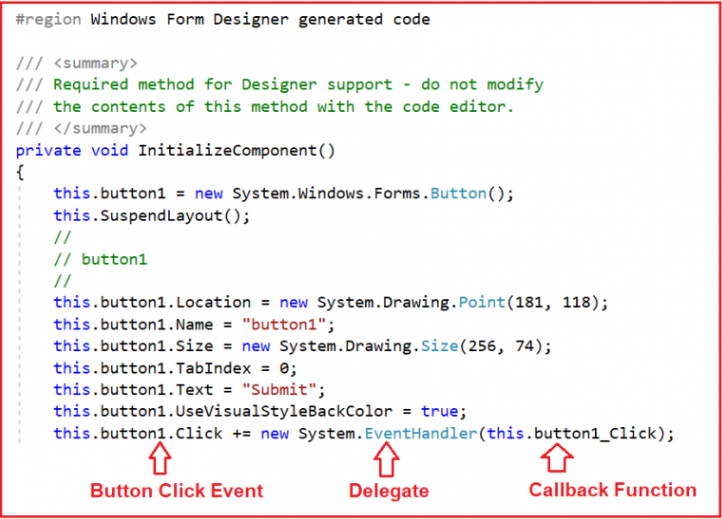 #region Windows Form Designer generated code
/// <summary>
/// Required method for Designer support - do not modify
/// the contents of this method with the code editor.
/// </summary>
private void InitializeComponent()
{
this.button1 = new System.Windows.Forms.Button();
this.SuspendLayout();
//
// button1
//
this.button1.Location = new System.Drawing.Point(181, 118);
this.button1.Name = "button1";
this.button1.Size = new System.Drawing.Size(256, 74);
this.button1.TabIndex = 0;
this.button1.Text = "Submit";
this.button1.UseVisualStyleBackColor = true;
this.button1.Click += new System.EventHandler(this.button1_Click);
Button Click Event Delegate Callback Function